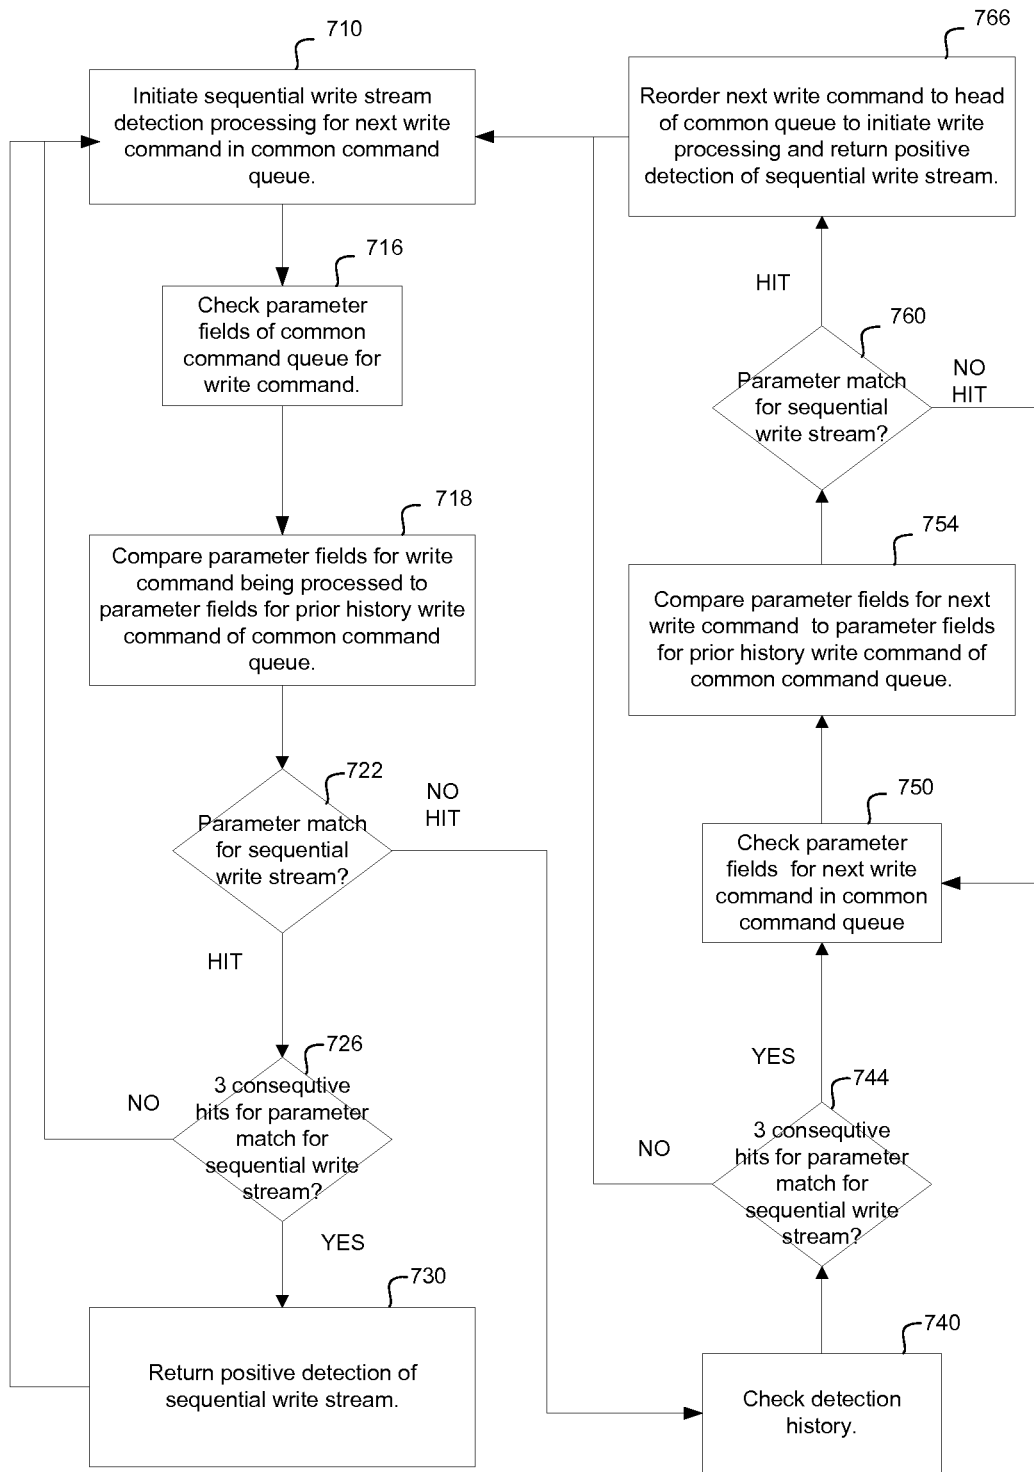 710
Initiate sequential write stream
detection processing for next write
command in common command
queue.
716
Check parameter
fields of common
command queue for
write command.
718
Compare parameter fields for write
command being processed to
parameter fields for prior history write
command of common command
queue.
722
Parameter match
for sequential
write stream?
NO
HIT
HIT
726
3 consequtive
hits for parameter
match for
sequential write
stream?
NO
YES
730
Return positive detection of
sequential write stream.
766
Reorder next write command to head
of common queue to initiate write
processing and return positive
detection of sequential write stream.
HIT
760
Parameter match
for sequential
write stream?
NO
HIT
754
Compare parameter fields for next
write command to parameter fields
for prior history write command of
common command queue.
750
Check parameter
fields for next write
command in common
command queue
YES
744
3 consequtive
hits for parameter
match for
sequential write
stream?
NO
740
Check detection
history.